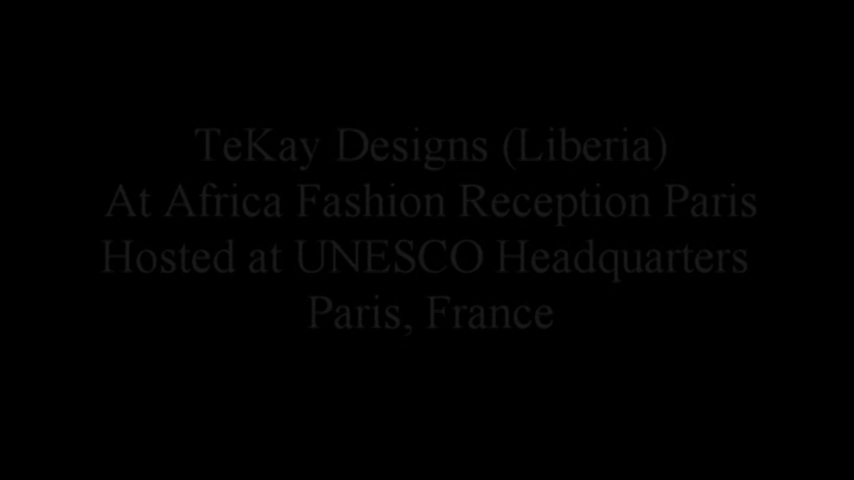 TeKay Designs (Liberia)
At Africa Fashion Reception Paris
Hosted at UNESCO Headquarters
Paris, France